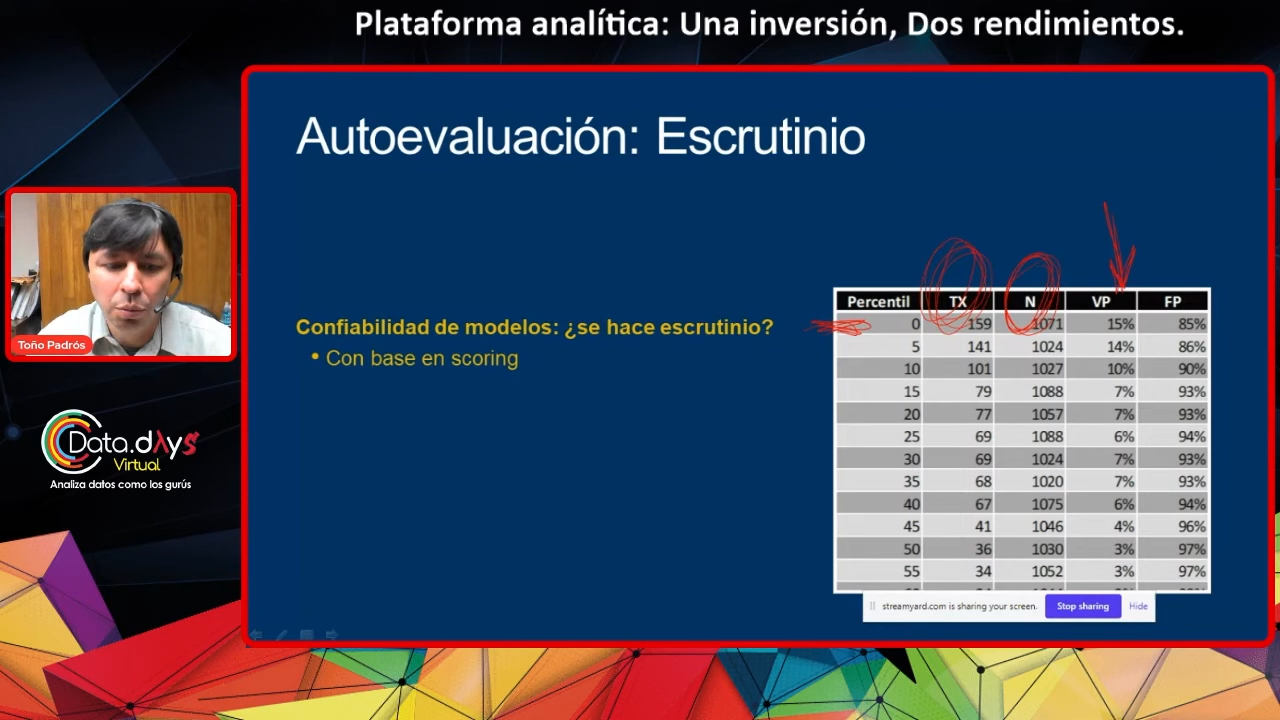 Plataforma analítica: Una inversión, Dos rendimientos.
Autoevaluación: Escrutinio
Toño Padrós
Confiabilidad de modelos: ¿se hace escrutinio?
• Con base en scoring
Percentil TX N VP FP
0 159 1071 15% 85%
5 141 1024 14% 86%
10 101 1027 10% 90%
15 79 1088 7% 93%
20 77 1057 7% 93%
25 69 1088 6% 94%
30 69 1024 7% 93%
35 68 1020 7% 93%
40 67 1075 6% 94%
45 41 1046 4% 96%
50 36 1030 3% 97%
55 34 1052 3% 97%
streamyard.com is sharing your screen. Stop sharing Hide
Data.dAyS
Virtual
Analiza datos como los gurús